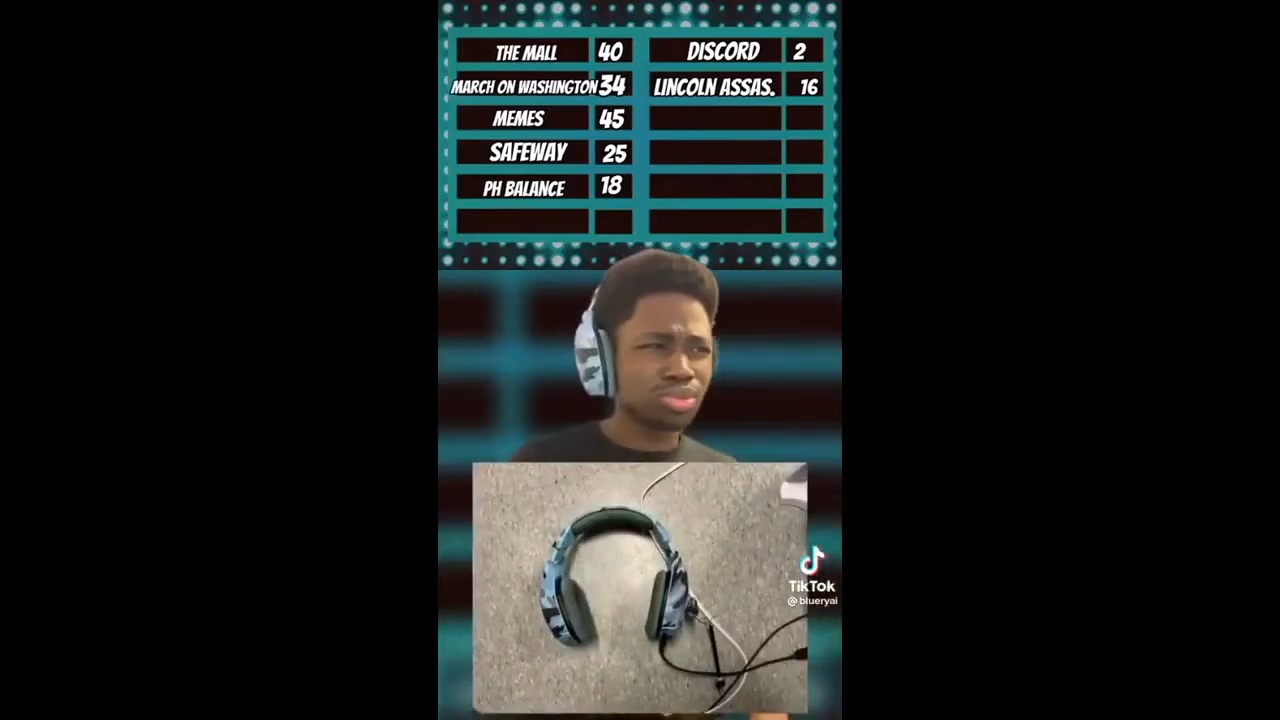 THE MALL 40
MARCH ON WASHINGTON 34
MEMES 45
SAFEWAY 25
PH BALANCE 18
DISCORD 2
LINCOLN ASSAS. 16
TikTok
@blueryai